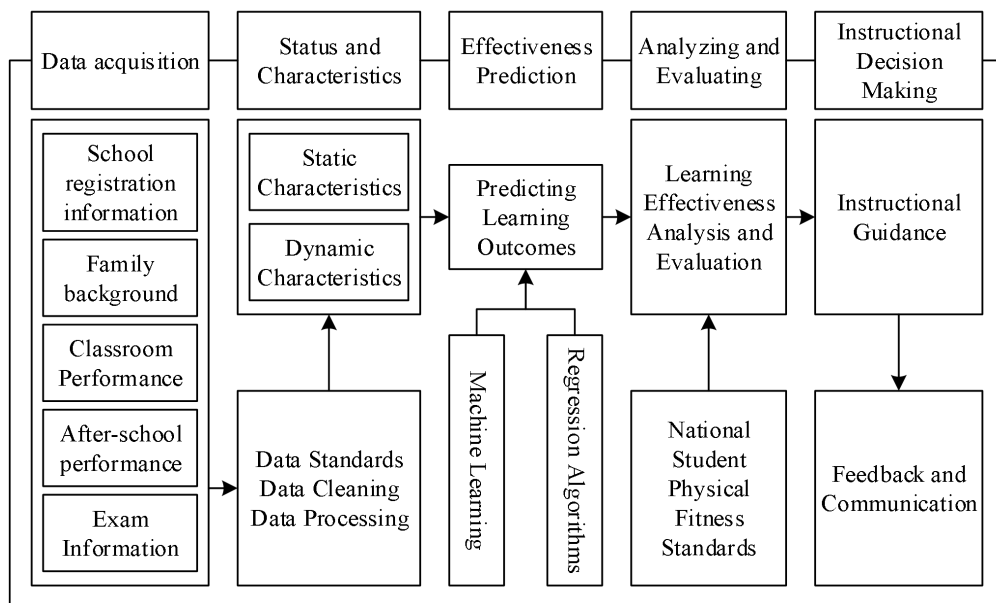 Data acquisition
Status and
Characteristics
Effectiveness
Prediction
Analyzing and
Evaluating
Instructional
Decision
Making
School
registration
information
Family
background
Classroom
Performance
After-school
performance
Exam
Information
Static
Characteristics
Dynamic
Characteristics
Data Standards
Data Cleaning
Data Processing
Predicting
Learning
Outcomes
Machine Learning
Regression Algorithms
Learning
Effectiveness
Analysis and
Evaluation
National
Student
Physical
Fitness
Standards
Instructional
Guidance
Feedback and
Communication